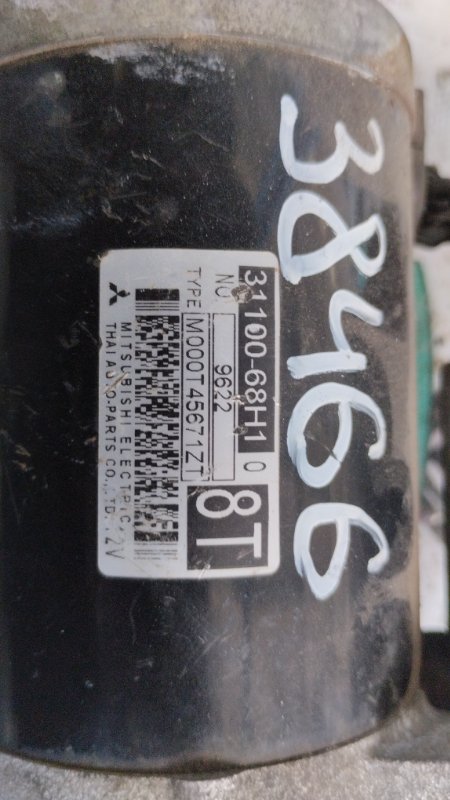 38466
31100-68H1 0
NO 9622
TYPE M000T45671ZT
8T
MITSUBISHI ELECTRIC
THAI AUTO-PARTS CO., LTD. 12V